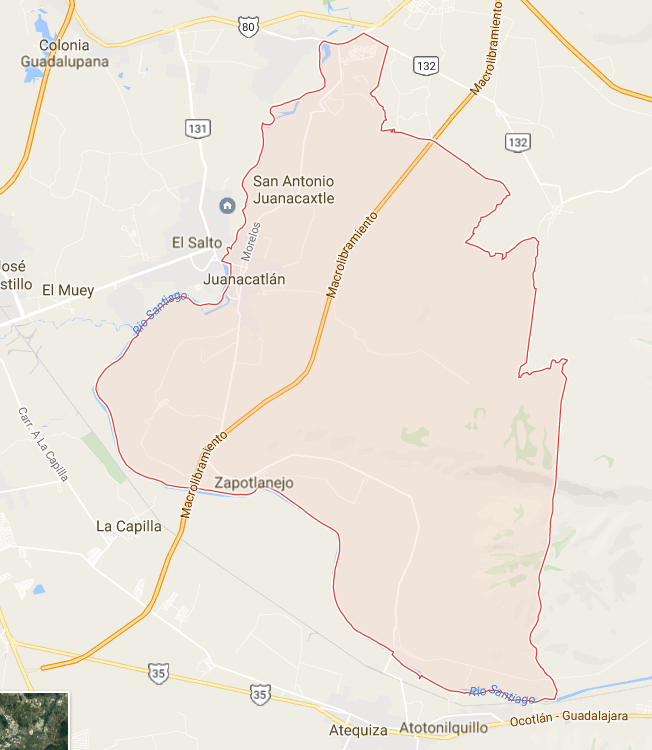 80
Colonia
Guadalupana
132
Macrolibramiento
131
132
San Antonio
Juanacaxtle
Morelos
El Salto
Macrolibramiento
José
stillo
Juanacatlán
El Muey
Río Santiago
Carr. A La Capilla
Macrolibramiento
Zapotlanejo
La Capilla
35
35
Río Santiago
Ocotlán - Guadalajara
Atequiza
Atotonilquillo